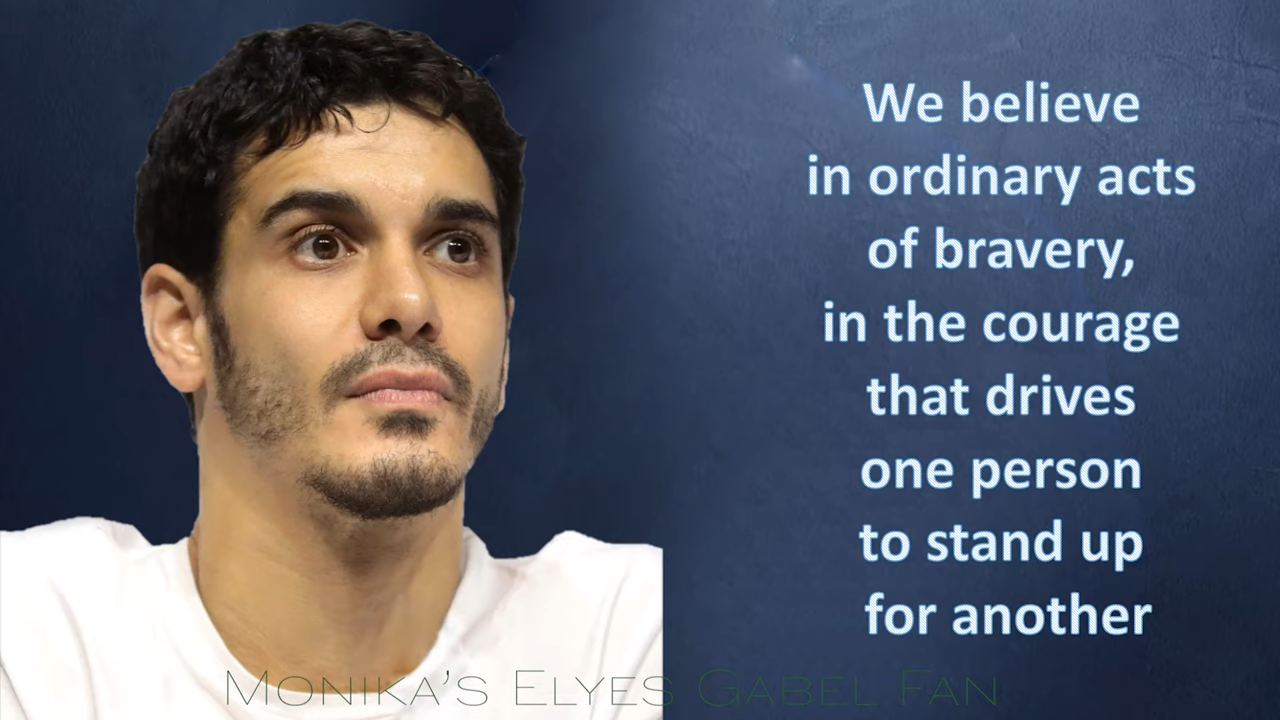 We believe
in ordinary acts
of bravery,
in the courage
that drives
one person
to stand up
for another
Monika's Elyes Gabel Fan